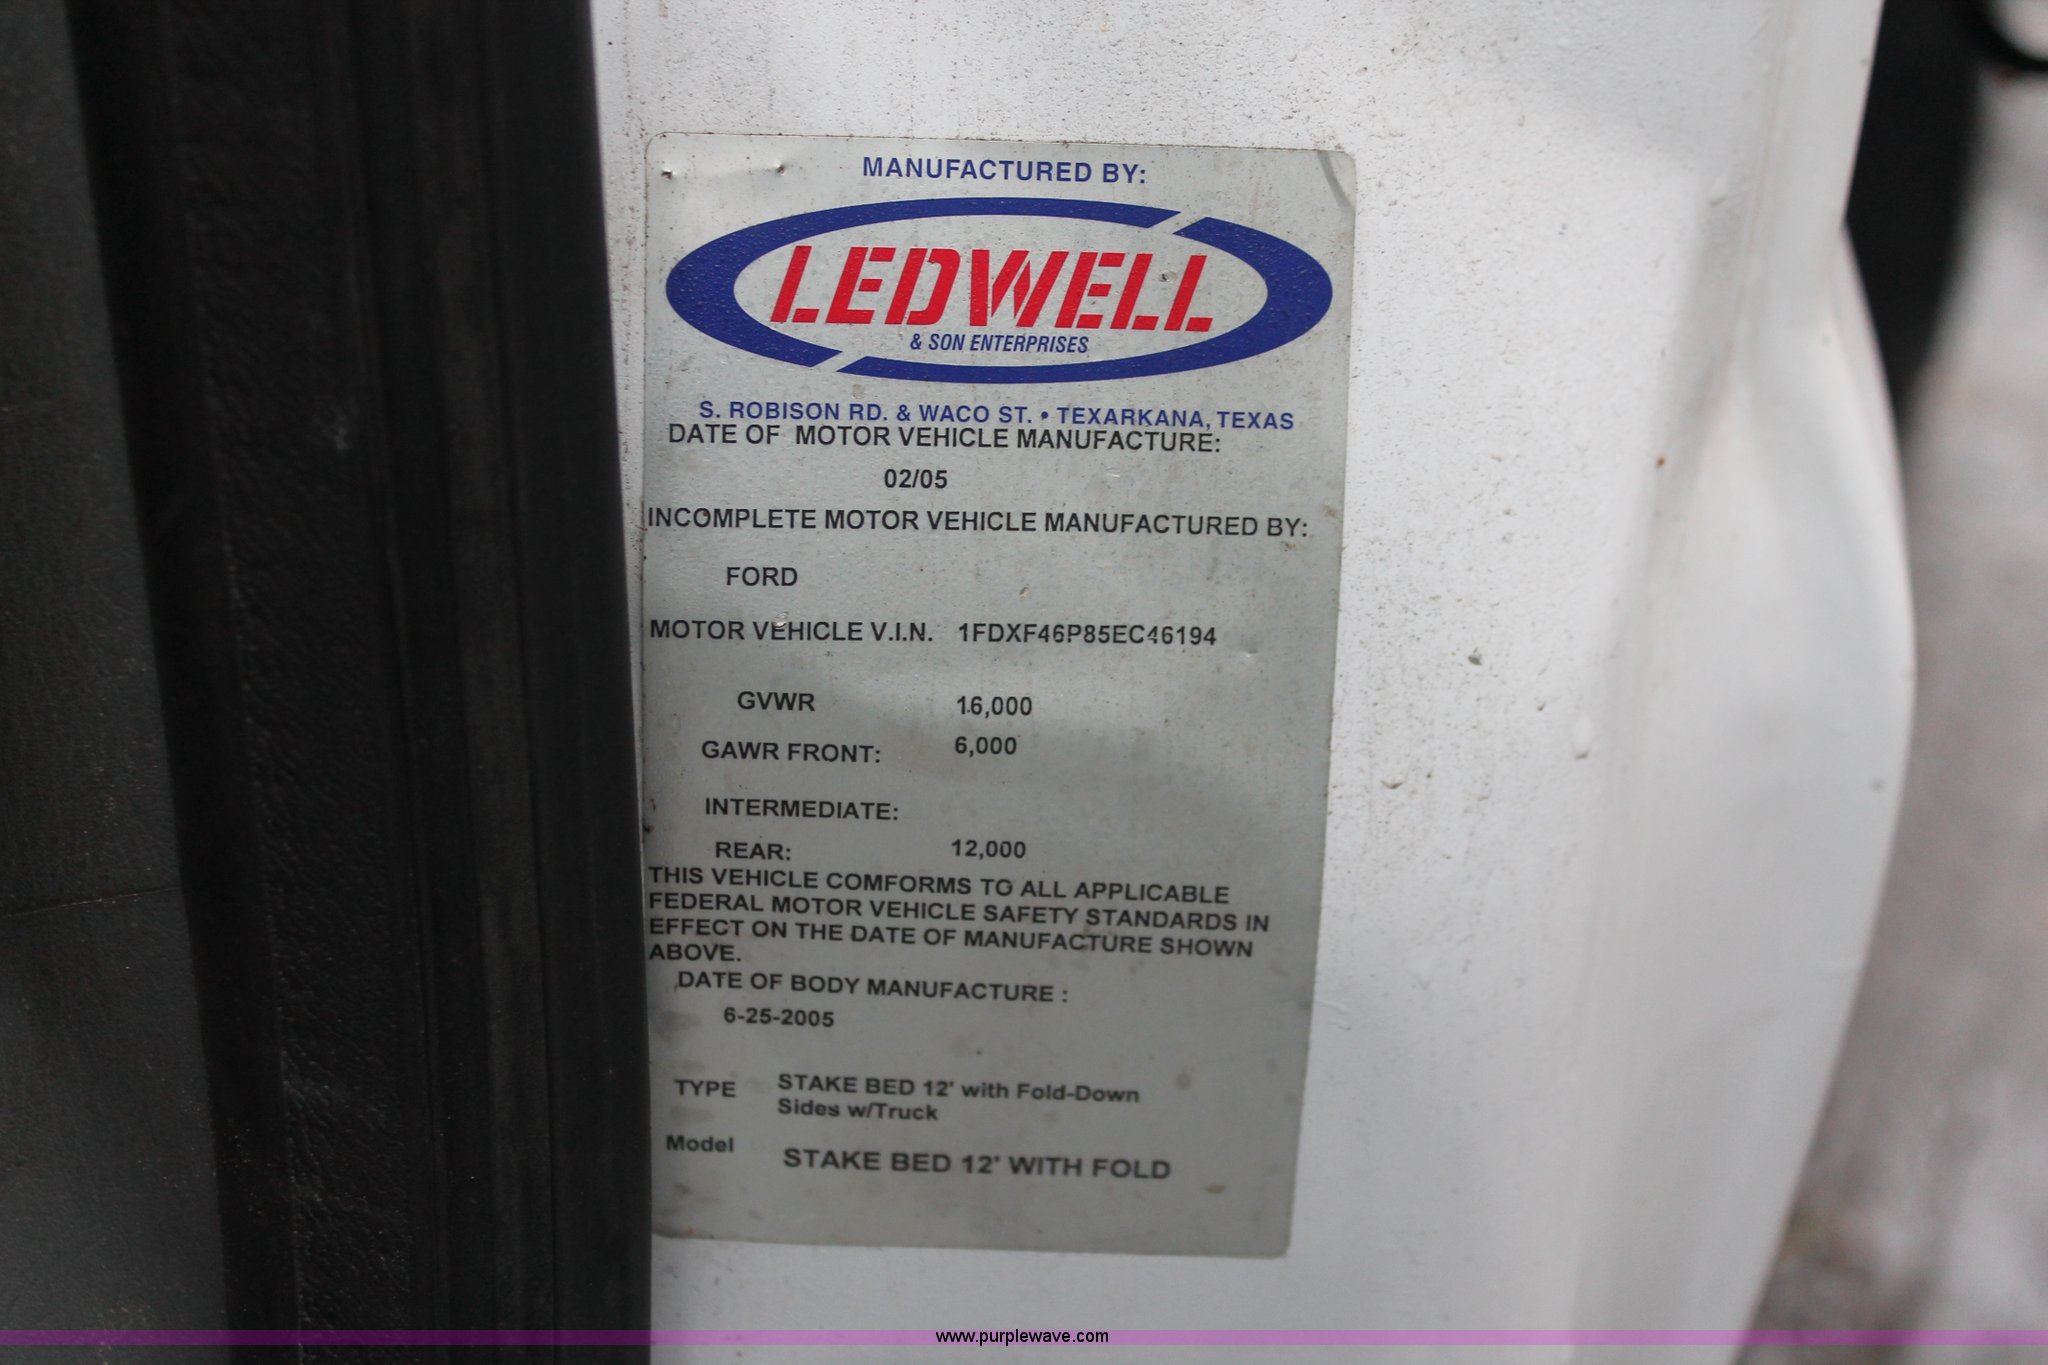 MANUFACTURED BY:
LEDWELL
& SON ENTERPRISES
S. ROBISON RD. & WACO ST. • TEXARKANA, TEXAS
DATE OF MOTOR VEHICLE MANUFACTURE:
02/05
INCOMPLETE MOTOR VEHICLE MANUFACTURED BY:
FORD
MOTOR VEHICLE V.I.N. 1FDXF46P85EC46194
GVWR 16,000
GAWR FRONT: 6,000
INTERMEDIATE:
REAR: 12,000
THIS VEHICLE COMFORMS TO ALL APPLICABLE
FEDERAL MOTOR VEHICLE SAFETY STANDARDS IN
EFFECT ON THE DATE OF MANUFACTURE SHOWN
ABOVE.
DATE OF BODY MANUFACTURE :
6-25-2005
TYPE STAKE BED 12' with Fold-Down
Sides w/Truck
Model STAKE BED 12' WITH FOLD
www.purplewave.com